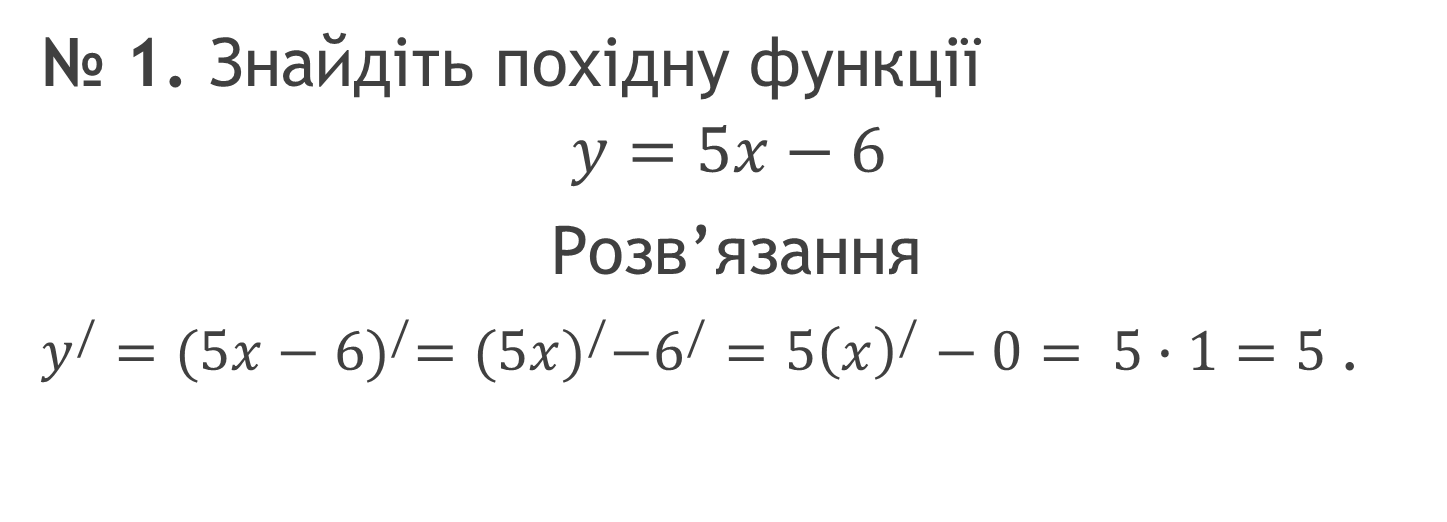 № 1. Знайдіть похідну функції
y = 5x − 6
Розв’язання
y/ = (5x − 6)/= (5x)/−6/ = 5(x)/ − 0 = 5 · 1 = 5 .